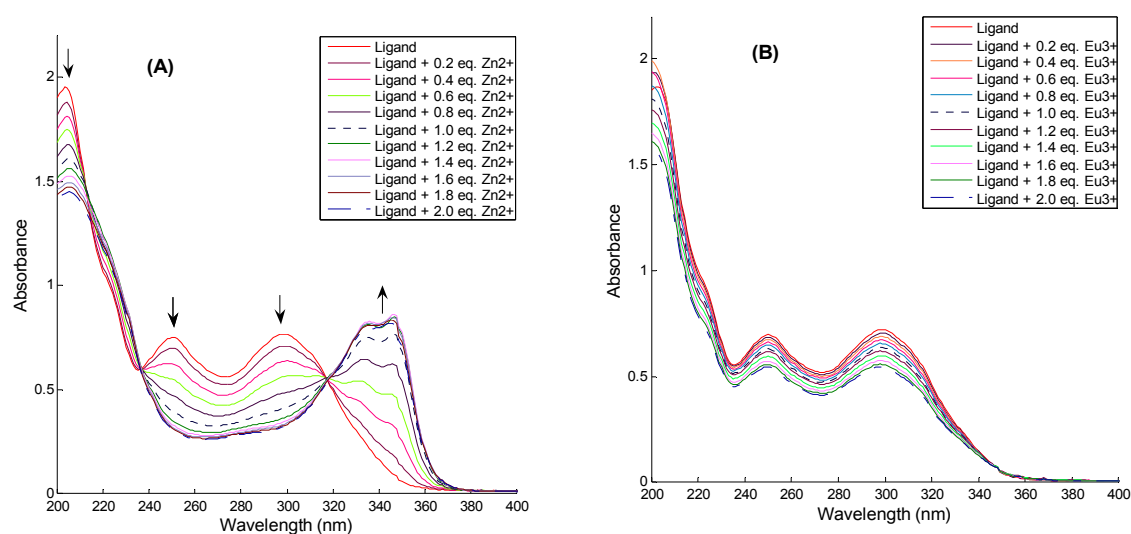 (A)
Ligand
Ligand + 0.2 eq. Zn2+
Ligand + 0.4 eq. Zn2+
Ligand + 0.6 eq. Zn2+
Ligand + 0.8 eq. Zn2+
Ligand + 1.0 eq. Zn2+
Ligand + 1.2 eq. Zn2+
Ligand + 1.4 eq. Zn2+
Ligand + 1.6 eq. Zn2+
Ligand + 1.8 eq. Zn2+
Ligand + 2.0 eq. Zn2+
2
1.5
1
0.5
0
Absorbance
200 220 240 260 280 300 320 340 360 380 400
Wavelength (nm)
(B)
Ligand
Ligand + 0.2 eq. Eu3+
Ligand + 0.4 eq. Eu3+
Ligand + 0.6 eq. Eu3+
Ligand + 0.8 eq. Eu3+
Ligand + 1.0 eq. Eu3+
Ligand + 1.2 eq. Eu3+
Ligand + 1.4 eq. Eu3+
Ligand + 1.6 eq. Eu3+
Ligand + 1.8 eq. Eu3+
Ligand + 2.0 eq. Eu3+
2
1.5
1
0.5
0
Absorbance
200 220 240 260 280 300 320 340 360 380 400
Wavelength (nm)